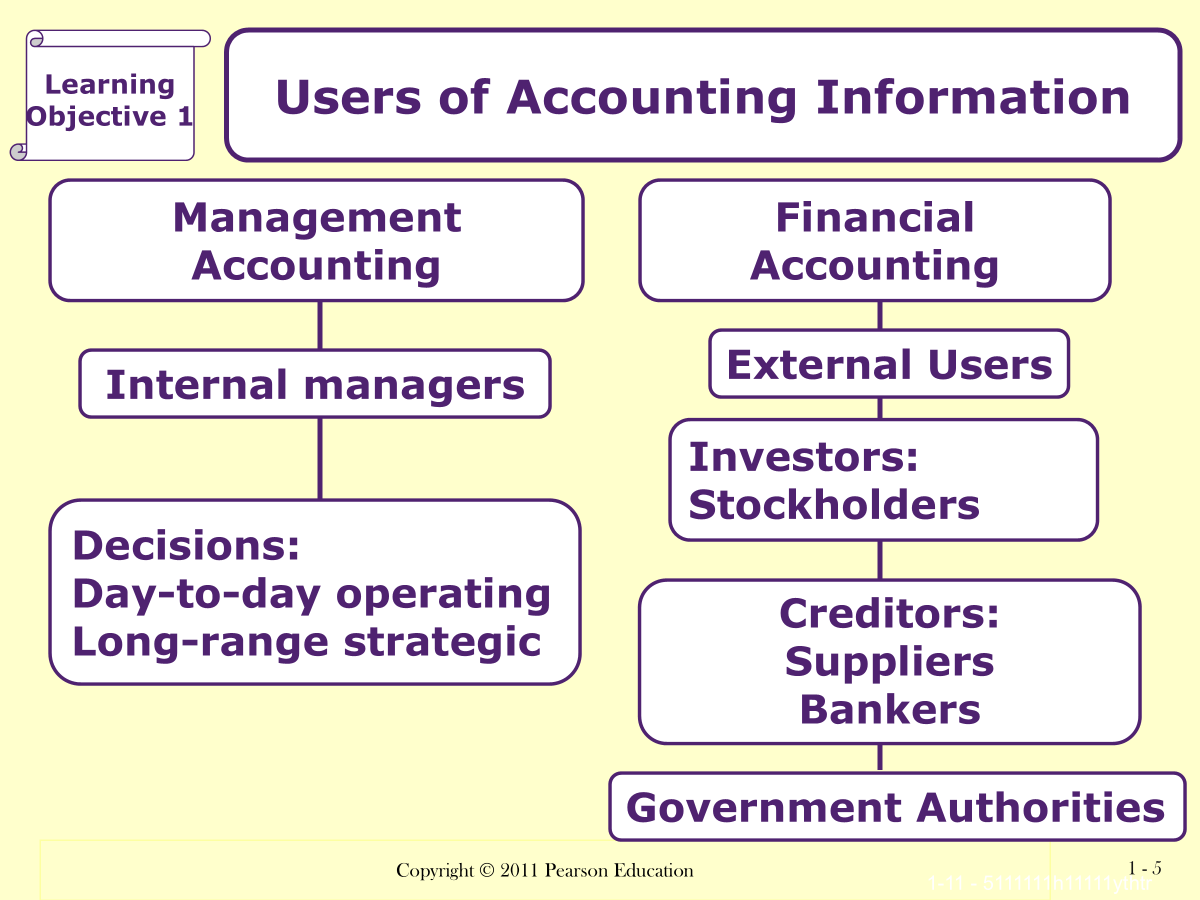 Learning
Objective 1
Users of Accounting Information
Management
Accounting
Internal managers
Decisions:
Day-to-day operating
Long-range strategic
Financial
Accounting
External Users
Investors:
Stockholders
Creditors:
Suppliers
Bankers
Government Authorities
Copyright © 2011 Pearson Education
1 - 5